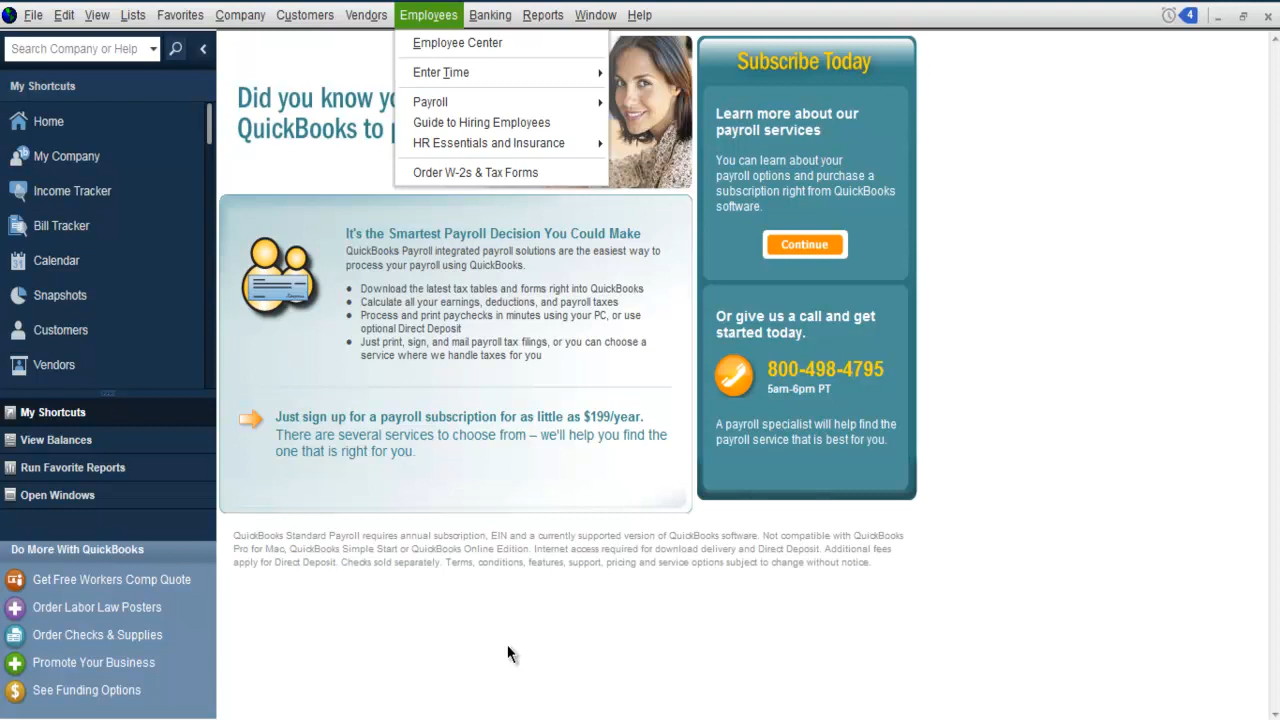 File Edit View Lists Favorites Company Customers Vendors Employees Banking Reports Window Help
4
Search Company or Help
My Shortcuts
Home
My Company
Income Tracker
Bill Tracker
Calendar
Snapshots
Customers
Vendors
My Shortcuts
View Balances
Run Favorite Reports
Open Windows
Do More With QuickBooks
Get Free Workers Comp Quote
Order Labor Law Posters
Order Checks & Supplies
Promote Your Business
See Funding Options
Employee Center
Enter Time
Payroll
Guide to Hiring Employees
HR Essentials and Insurance
Order W-2s & Tax Forms
Did you know
QuickBooks to
It's the Smartest Payroll Decision You Could Make
QuickBooks Payroll integrated payroll solutions are the easiest way to
process your payroll using QuickBooks.
• Download the latest tax tables and forms right into QuickBooks
• Calculate all your earnings, deductions, and payroll taxes
• Process and print paychecks in minutes using your PC, or use
optional Direct Deposit
• Just print, sign, and mail payroll tax filings, or you can choose a
service where we handle taxes for you
Just sign up for a payroll subscription for as little as $199/year.
There are several services to choose from – we'll help you find the
one that is right for you.
Subscribe Today
Learn more about our
payroll services
You can learn about your
payroll options and purchase a
subscription right from QuickBooks
software.
Continue
Or give us a call and get
started today.
800-498-4795
5am-6pm PT
A payroll specialist will help find the
payroll service that is best for you.
QuickBooks Standard Payroll requires annual subscription, EIN and a currently supported version of QuickBooks software. Not compatible with QuickBooks
Pro for Mac, QuickBooks Simple Start or QuickBooks Online Edition. Internet access required for download delivery and Direct Deposit. Additional fees
apply for Direct Deposit. Checks sold separately. Terms, conditions, features, support, pricing and service options subject to change without notice.